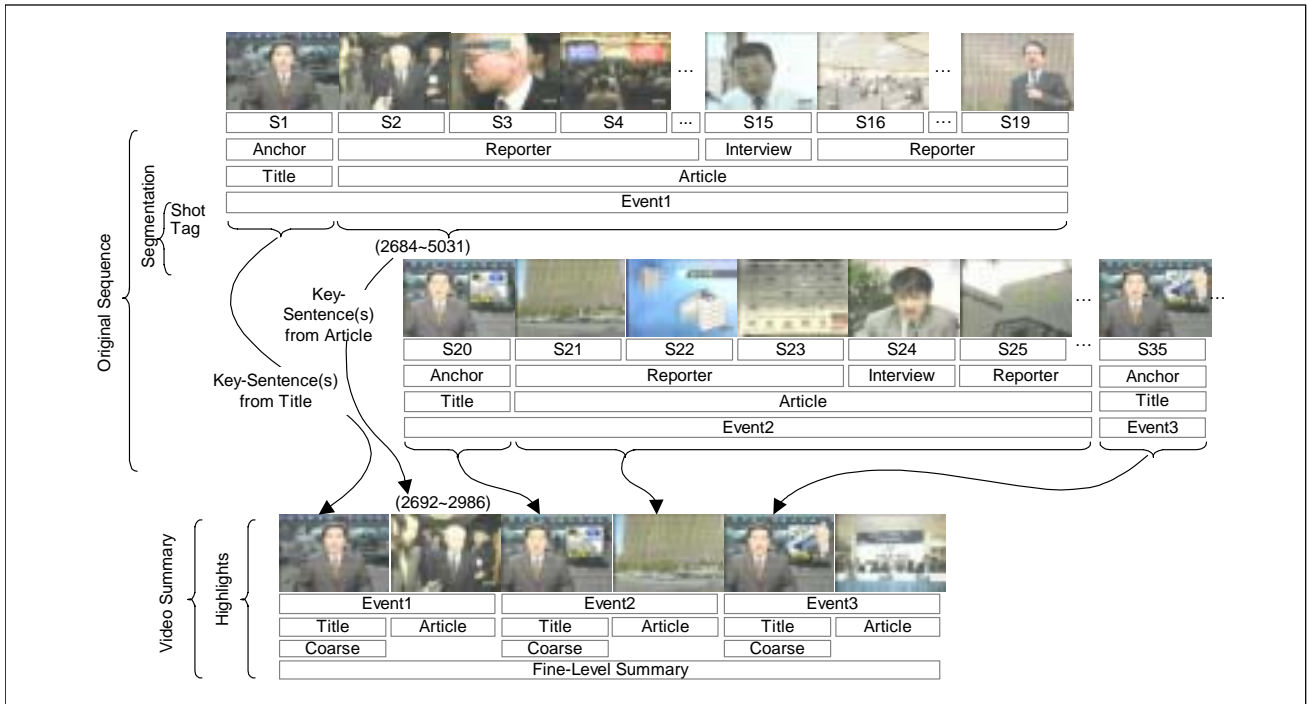 ... ...
S1 S2 S3 S4 ... S15 S16 ... S19
Anchor Reporter Interview Reporter
Title Article
Event1
Original Sequence
Segmentation
Shot
Tag
(2684~5031)
Key-
Sentence(s)
from Article
Key-Sentence(s)
from Title
... ...
S20 S21 S22 S23 S24 S25 ... S35
Anchor Reporter Interview Reporter Anchor
Title Article Title
Event2 Event3
(2692~2986)
Video Summary
Highlights
Event1 Event2 Event3
Title Article Title Article Title Article
Coarse Coarse Coarse
Fine-Level Summary